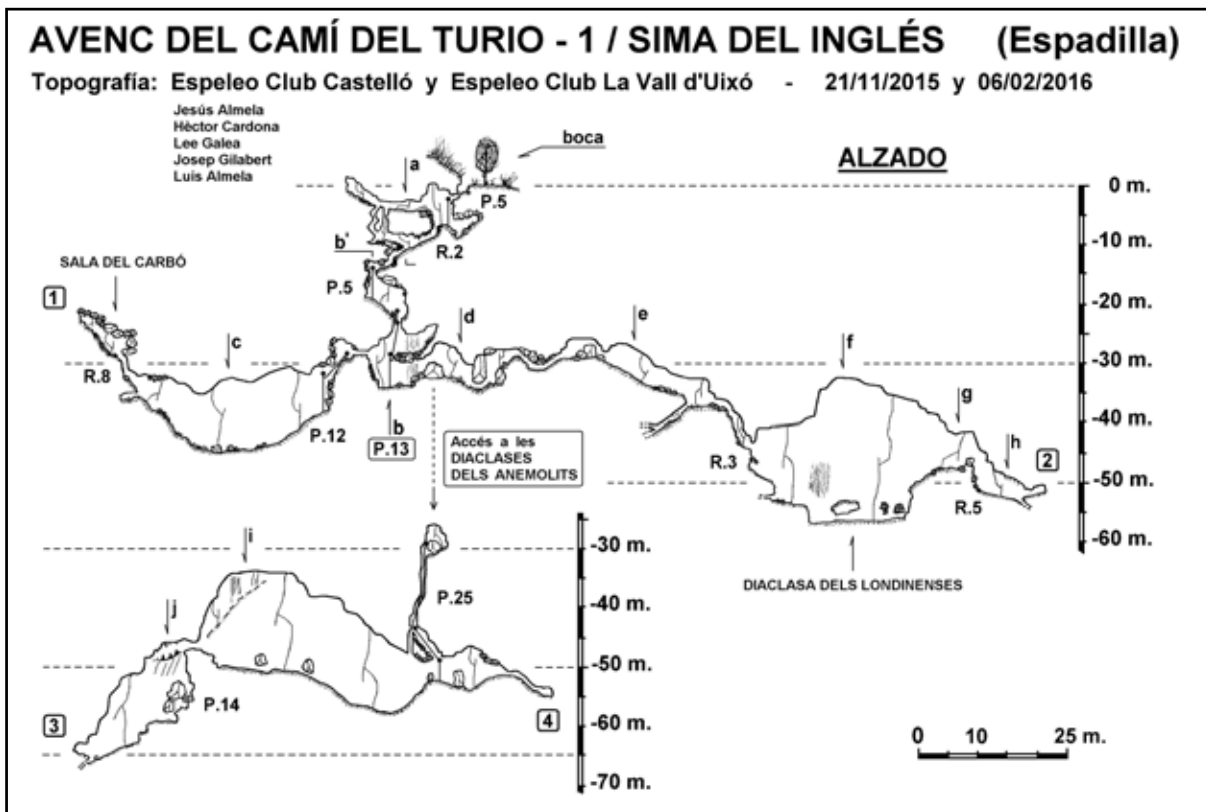 AVENC DEL CAMÍ DEL TURIO - 1 / SIMA DEL INGLÉS (Espadilla)
Topografía: Espeleo Club Castelló y Espeleo Club La Vall d'Uixó - 21/11/2015 y 06/02/2016
Jesús Almela
Hèctor Cardona
Lee Galea
Josep Gilabert
Luis Almela
boca
ALZADO
a
P.5
0 m.
b'
R.2
-10 m.
SALA DEL CARBÓ
P.5
-20 m.
1
c
d
e
f
-30 m.
R.8
g
-40 m.
P.12
b
P.13
Accés a les
DIACLASES
DELS ANEMOLITS
R.3
h
2
-50 m.
R.5
-60 m.
DIACLASA DELS LONDINENSES
i
-30 m.
j
P.25
-40 m.
-50 m.
P.14
3
4
-60 m.
-70 m.
0 10 25 m.